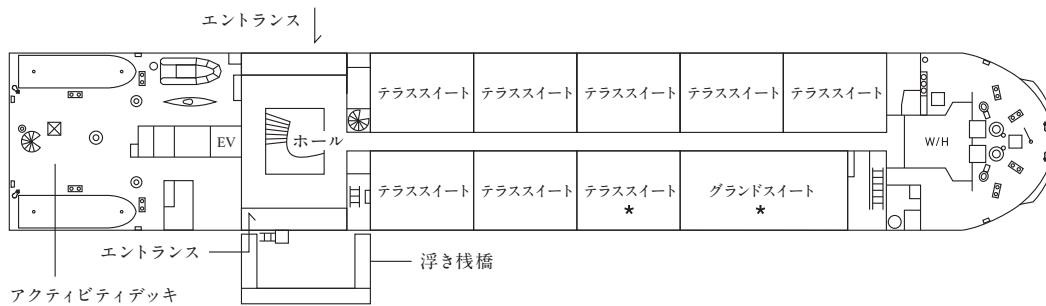 エントランス
テラススイート テラススイート テラススイート テラススイート テラススイート
EV
ホール
W/H
テラススイート テラススイート テラススイート グランドスイート
* *
エントランス
浮き桟橋
アクティビティデッキ